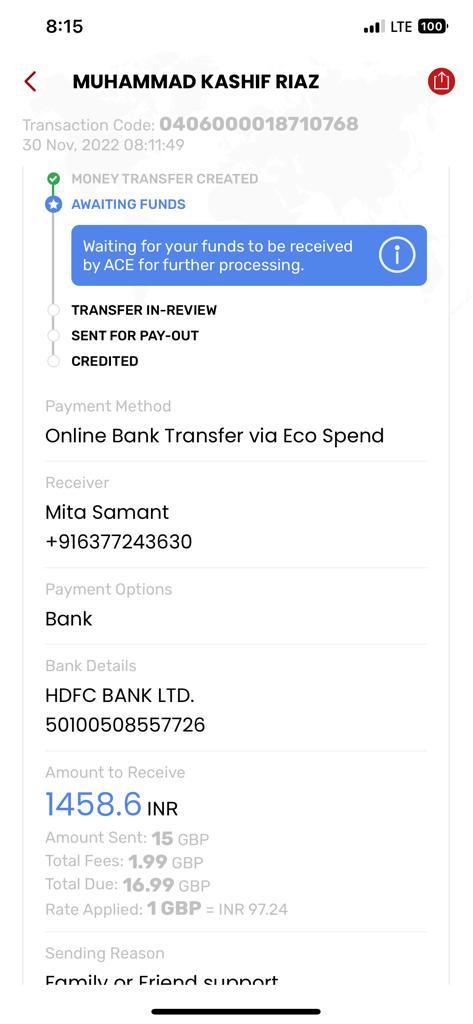 8:15
LTE 100
MUHAMMAD KASHIF RIAZ
Transaction Code: 0406000018710768
30 Nov, 2022 08:11:49
MONEY TRANSFER CREATED
AWAITING FUNDS
Waiting for your funds to be received
by ACE for further processing.
TRANSFER IN-REVIEW
SENT FOR PAY-OUT
CREDITED
Payment Method
Online Bank Transfer via Eco Spend
Receiver
Mita Samant
+916377243630
Payment Options
Bank
Bank Details
HDFC BANK LTD.
50100508557726
Amount to Receive
1458.6 INR
Amount Sent: 15 GBP
Total Fees: 1.99 GBP
Total Due: 16.99 GBP
Rate Applied: 1 GBP = INR 97.24
Sending Reason
Family or Friend support